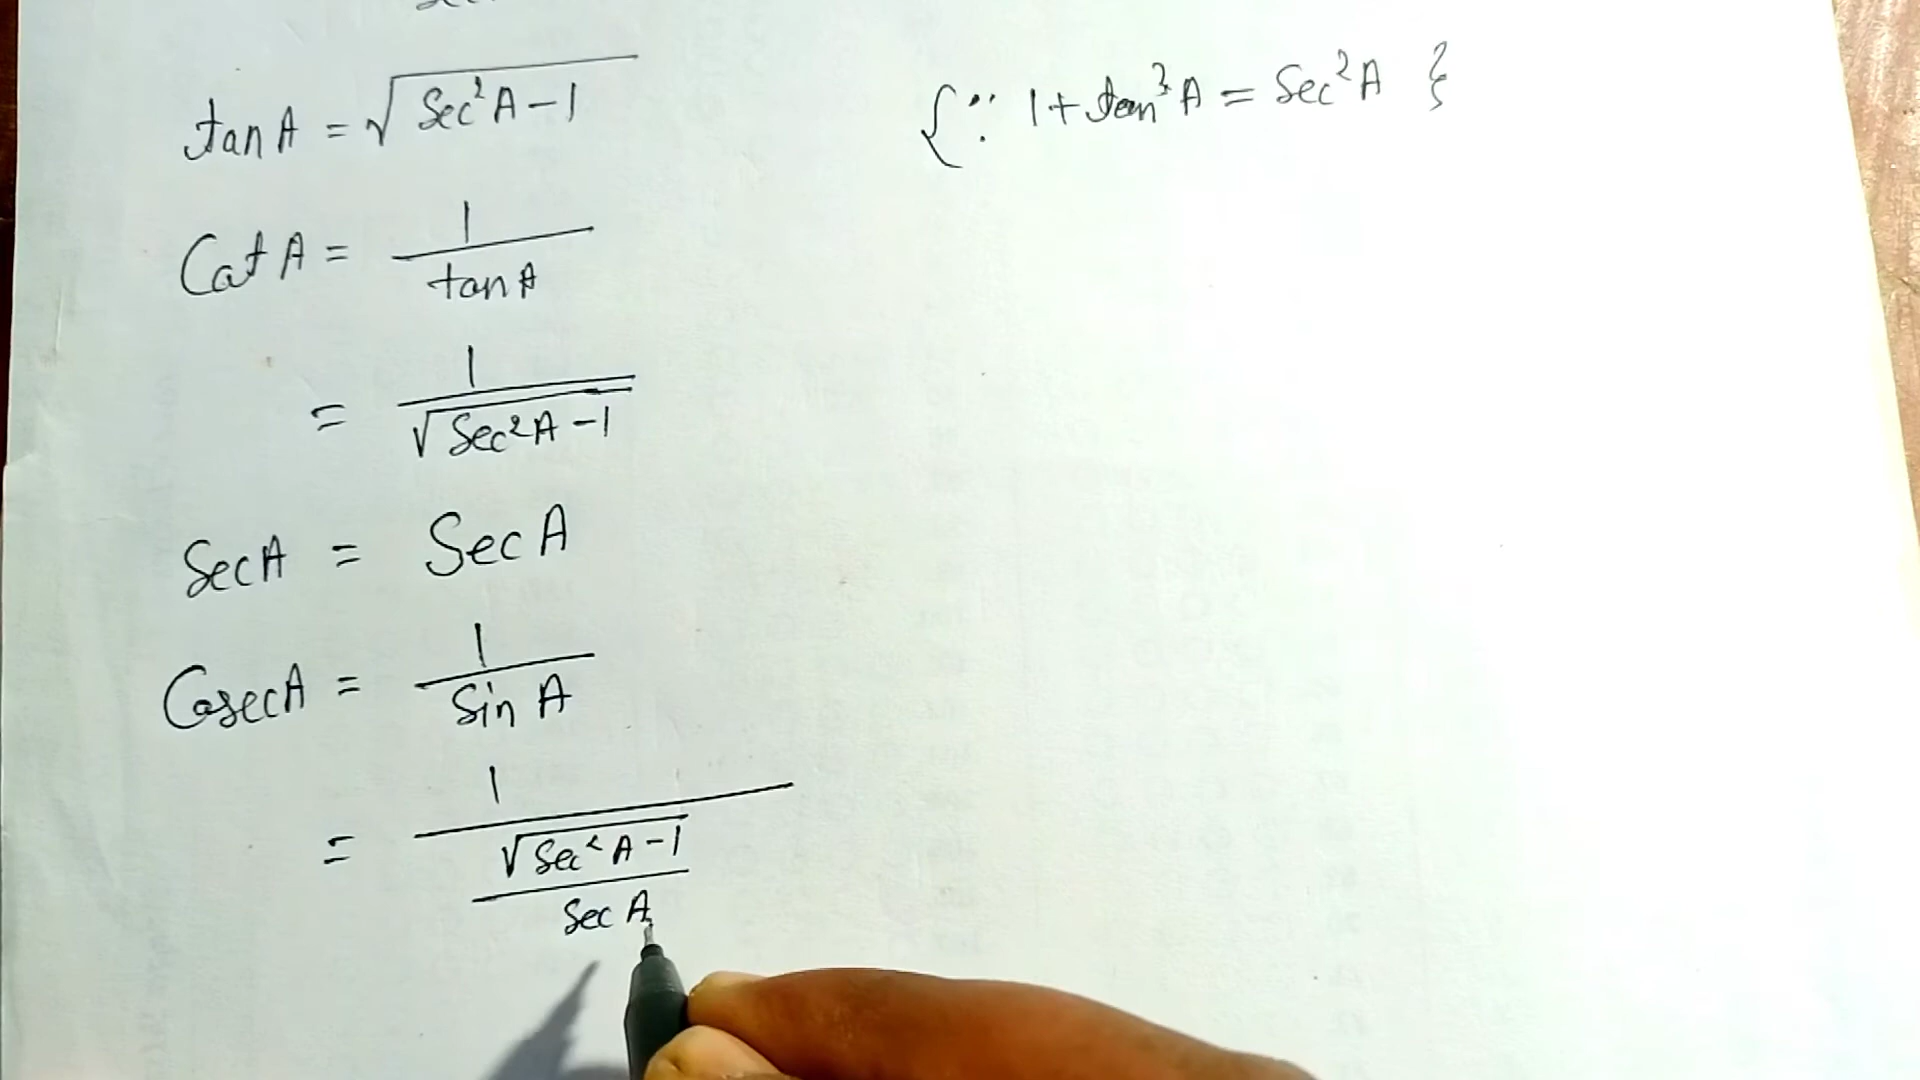 tan A = √Sec²A-1 {∵ 1+tan²A = Sec²A }
Cot A = 1/tan A
= 1/√Sec²A-1
Sec A = Sec A
Cosec A = 1/Sin A
= 1/(√Sec²A-1/Sec A)